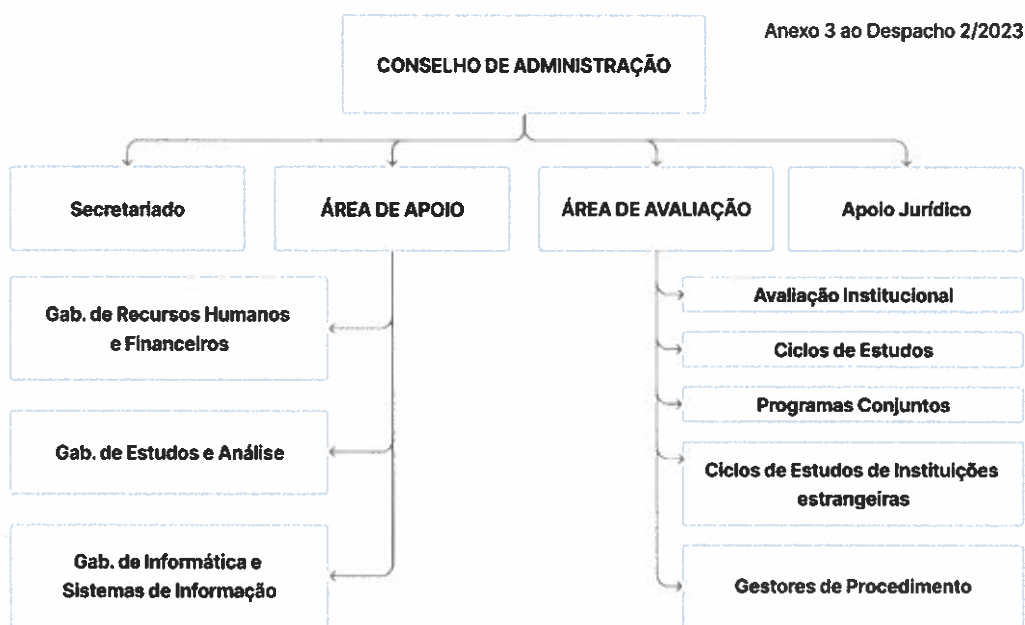 Anexo 3 ao Despacho 2/2023
CONSELHO DE ADMINISTRAÇÃO
Secretariado
ÁREA DE APOIO
ÁREA DE AVALIAÇÃO
Apoio Jurídico
Gab. de Recursos Humanos
e Financeiros
Gab. de Estudos e Análise
Gab. de Informática e
Sistemas de Informação
Avaliação Institucional
Ciclos de Estudos
Programas Conjuntos
Ciclos de Estudos de Instituições
estrangeiras
Gestores de Procedimento